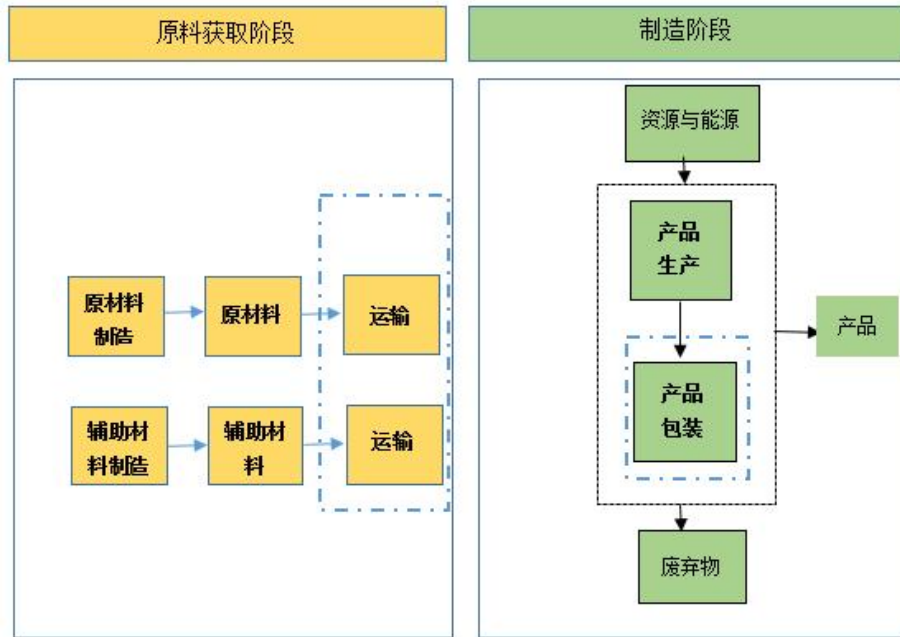 原料获取阶段
制造阶段
原材料
制造
原材料
运输
辅助材
料制造
辅助材
料
运输
资源与能源
产品
生产
产品
包装
产品
废弃物